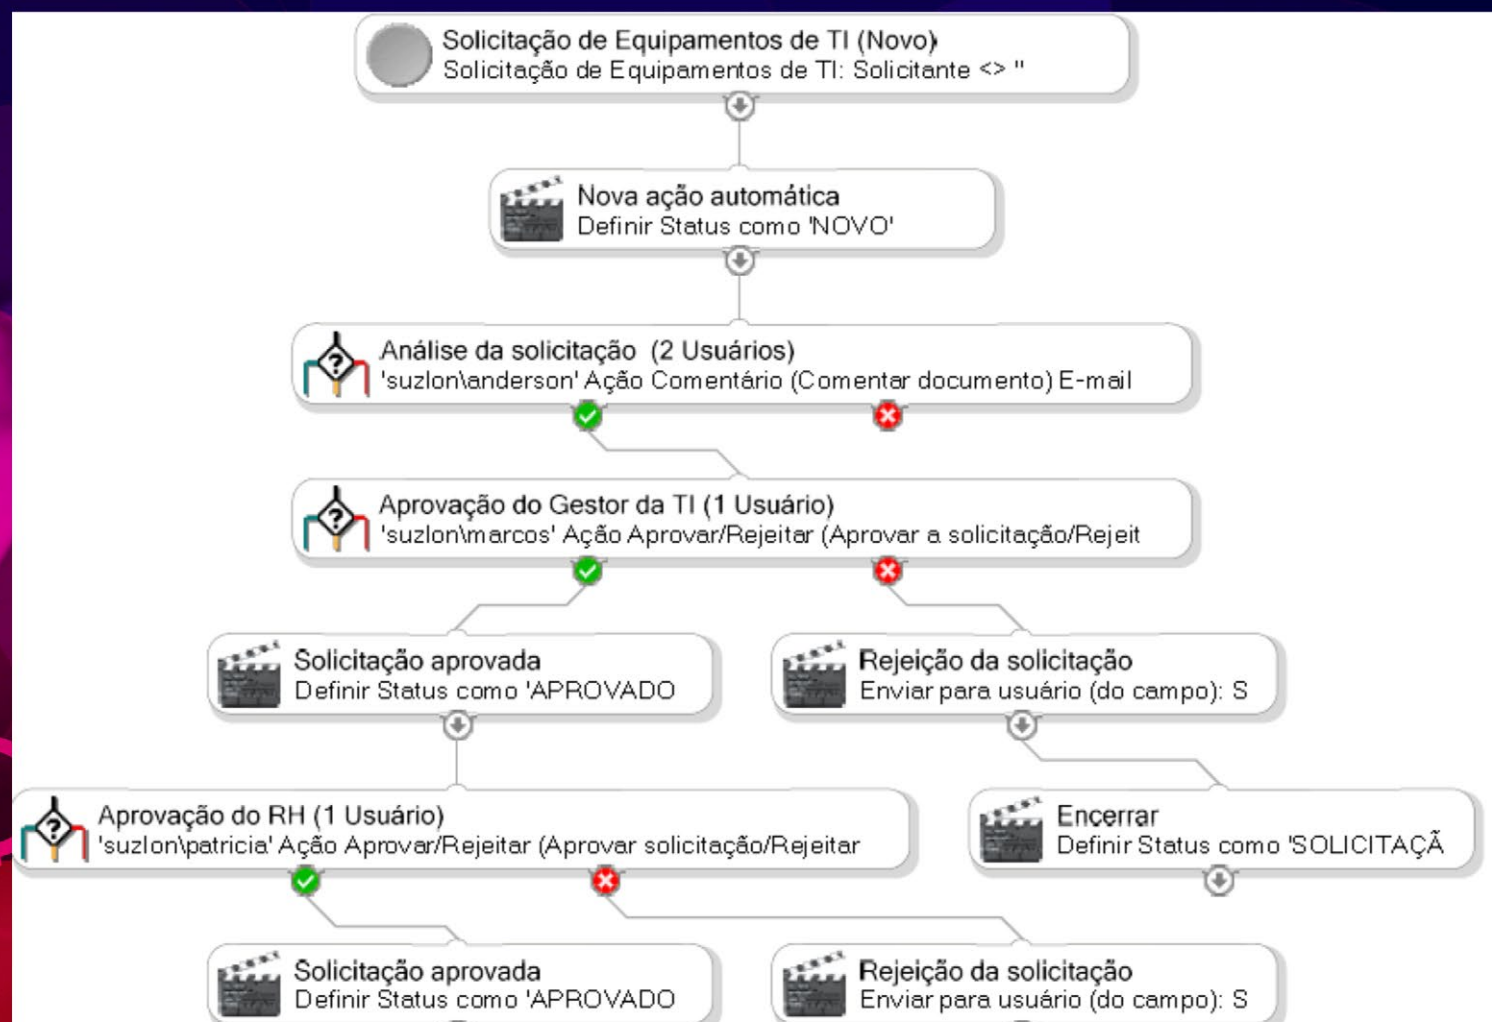 Solicitação de Equipamentos de TI (Novo)
Solicitação de Equipamentos de TI: Solicitante <> "
Nova ação automática
Definir Status como 'NOVO'
Análise da solicitação (2 Usuários)
'suzlon\anderson' Ação Comentário (Comentar documento) E-mail
Aprovação do Gestor da TI (1 Usuário)
'suzlon\marcos' Ação Aprovar/Rejeitar (Aprovar a solicitação/Rejeit
Solicitação aprovada
Definir Status como 'APROVADO
Rejeição da solicitação
Enviar para usuário (do campo): S
Aprovação do RH (1 Usuário)
'suzlon\patricia' Ação Aprovar/Rejeitar (Aprovar solicitação/Rejeitar
Encerrar
Definir Status como 'SOLICITAÇÃ
Solicitação aprovada
Definir Status como 'APROVADO
Rejeição da solicitação
Enviar para usuário (do campo): S